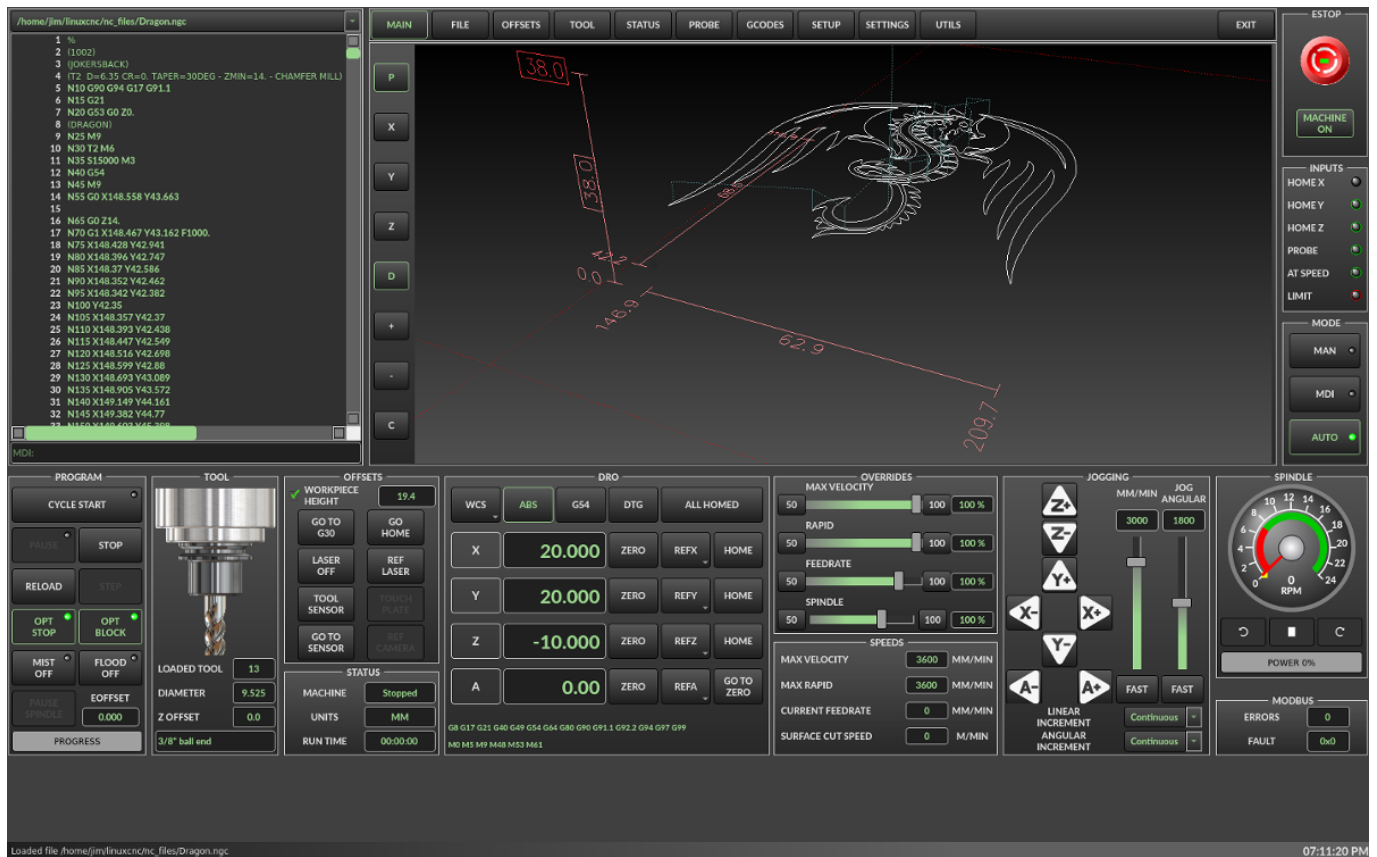 /home/jim/linuxcnc/nc_files/Dragon.ngc
1 %
2 (1002)
3 (JOKERSBACK)
4 (T2 D=6.35 CR=0. TAPER=30DEG - ZMIN=14. - CHAMFER MILL)
5 N10 G90 G94 G17 G91.1
6 N15 G21
7 N20 G53 G0 Z0.
8 (DRAGON)
9 N25 M9
10 N30 T2 M6
11 N35 S15000 M3
12 N40 G54
13 N45 M9
14 N55 G0 X148.558 Y43.663
15
16 N65 G0 Z14.
17 N70 G1 X148.467 Y43.162 F1000.
18 N75 X148.428 Y42.941
19 N80 X148.396 Y42.747
20 N85 X148.37 Y42.586
21 N90 X148.352 Y42.462
22 N95 X148.342 Y42.382
23 N100 Y42.35
24 N105 X148.357 Y42.37
25 N110 X148.393 Y42.438
26 N115 X148.447 Y42.549
27 N120 X148.516 Y42.698
28 N125 X148.599 Y42.88
29 N130 X148.693 Y43.089
30 N135 X148.905 Y43.572
31 N140 X149.149 Y44.161
32 N145 X149.382 Y44.77
MDI:
MAIN FILE OFFSETS TOOL STATUS PROBE GCODES SETUP SETTINGS UTILS EXIT
P
X
Y
Z
D
+
-
C
38.0
38.0
0.0
146.9
62.9
209.7
ESTOP
MACHINE
ON
INPUTS
HOME X
HOME Y
HOME Z
PROBE
AT SPEED
LIMIT
MODE
MAN
MDI
AUTO
PROGRAM
CYCLE START
PAUSE STOP
RELOAD STEP
OPT
STOP
OPT
BLOCK
MIST
OFF
FLOOD
OFF
PAUSE
SPINDLE
EOFFSET
0.000
PROGRESS
TOOL
LOADED TOOL 13
DIAMETER 9.525
Z OFFSET 0.0
3/8" ball end
OFFSETS
WORKPIECE
HEIGHT
19.4
GO TO
G30
GO
HOME
LASER
OFF
REF
LASER
TOOL
SENSOR
TOUCH
PLATE
GO TO
SENSOR
REF
CAMERA
STATUS
MACHINE Stopped
UNITS MM
RUN TIME 00:00:00
DRO
WCS ABS G54 DTG ALL HOMED
X 20.000 ZERO REFX HOME
Y 20.000 ZERO REFY HOME
Z -10.000 ZERO REFZ HOME
A 0.00 ZERO REFA GO TO
ZERO
G8 G17 G21 G40 G49 G54 G64 G80 G90 G91.1 G92.2 G94 G97 G99
M0 M5 M9 M48 M53 M61
OVERRIDES
MAX VELOCITY
50 100 100 %
RAPID
50 100 100 %
FEEDRATE
50 100 100 %
SPINDLE
50 100 100 %
SPEEDS
MAX VELOCITY 3600 MM/MIN
MAX RAPID 3600 MM/MIN
CURRENT FEEDRATE 0 MM/MIN
SURFACE CUT SPEED 0 M/MIN
JOGGING
Z+
Z-
Y+
X- X+
Y-
A- A+
MM/MIN
JOG
ANGULAR
3000 1800
FAST FAST
LINEAR
INCREMENT
Continuous
ANGULAR
INCREMENT
Continuous
SPINDLE
0 2 4 6 8 10 12 14 16 18 20 22 24
0
RPM
POWER 0%
MODBUS
ERRORS 0
FAULT 0x0
Loaded file /home/jim/linuxcnc/nc_files/Dragon.ngc
07:11:20 PM